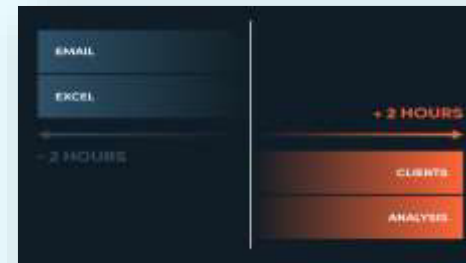 EMAIL
EXCEL
- 2 HOURS
+ 2 HOURS
CLIENTS
ANALYSIS